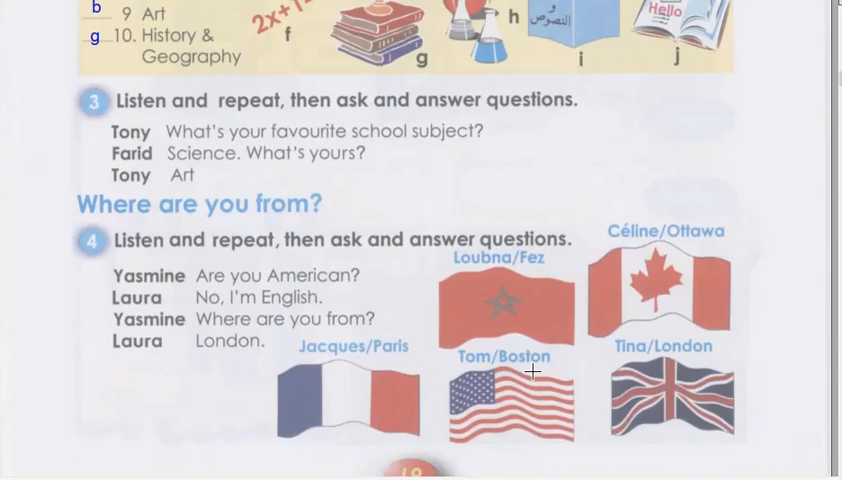 b
9 Art
g 10. History &
Geography
2x+1
f
g
h
و
النصوص
i
Hello
j
3 Listen and repeat, then ask and answer questions.
Tony What's your favourite school subject?
Farid Science. What's yours?
Tony Art
Where are you from?
4 Listen and repeat, then ask and answer questions.
Yasmine Are you American?
Laura No, I'm English.
Yasmine Where are you from?
Laura London.
Loubna/Fez
Céline/Ottawa
Jacques/Paris
Tom/Boston
Tina/London